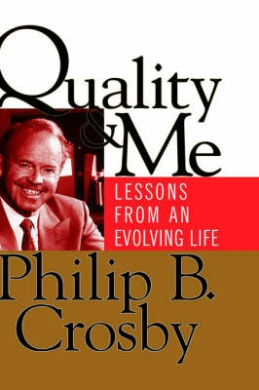 Quality
& Me
LESSONS
FROM AN
EVOLVING LIFE
Philip B.
Crosby